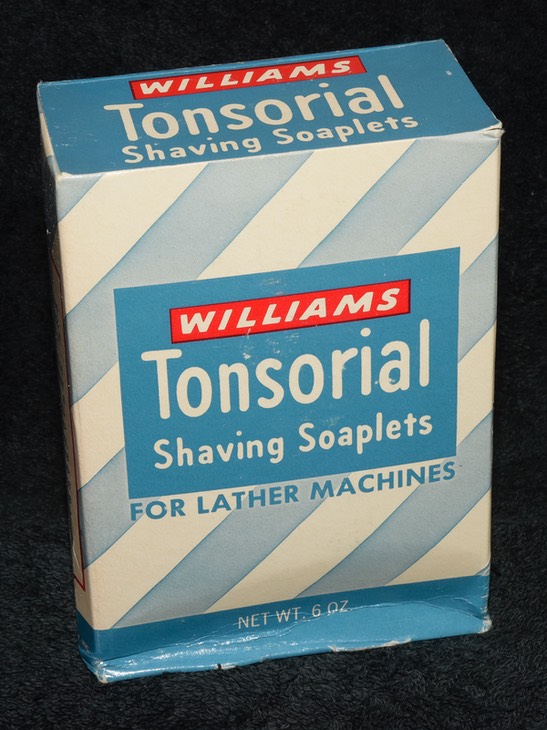 WILLIAMS
Tonsorial
Shaving Soaplets
WILLIAMS
Tonsorial
Shaving Soaplets
FOR LATHER MACHINES
NET WT. 6 OZ.